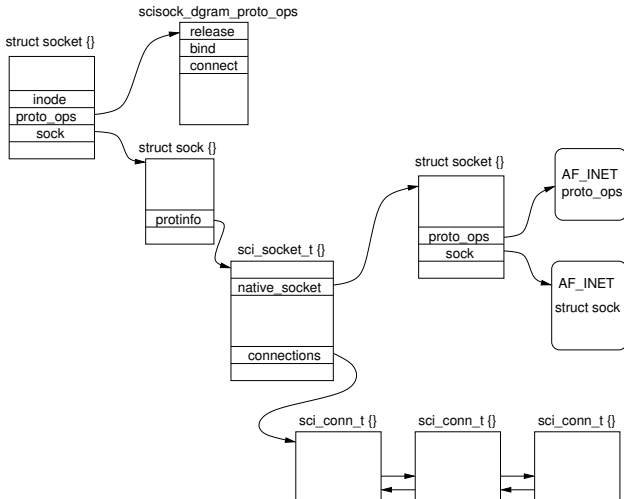 scisock_dgram_proto_ops
release
bind
connect
struct socket {}
inode
proto_ops
sock
struct sock {}
protinfo
struct socket {}
proto_ops
sock
AF_INET
proto_ops
AF_INET
struct sock
sci_socket_t {}
native_socket
connections
sci_conn_t {}
sci_conn_t {}
sci_conn_t {}